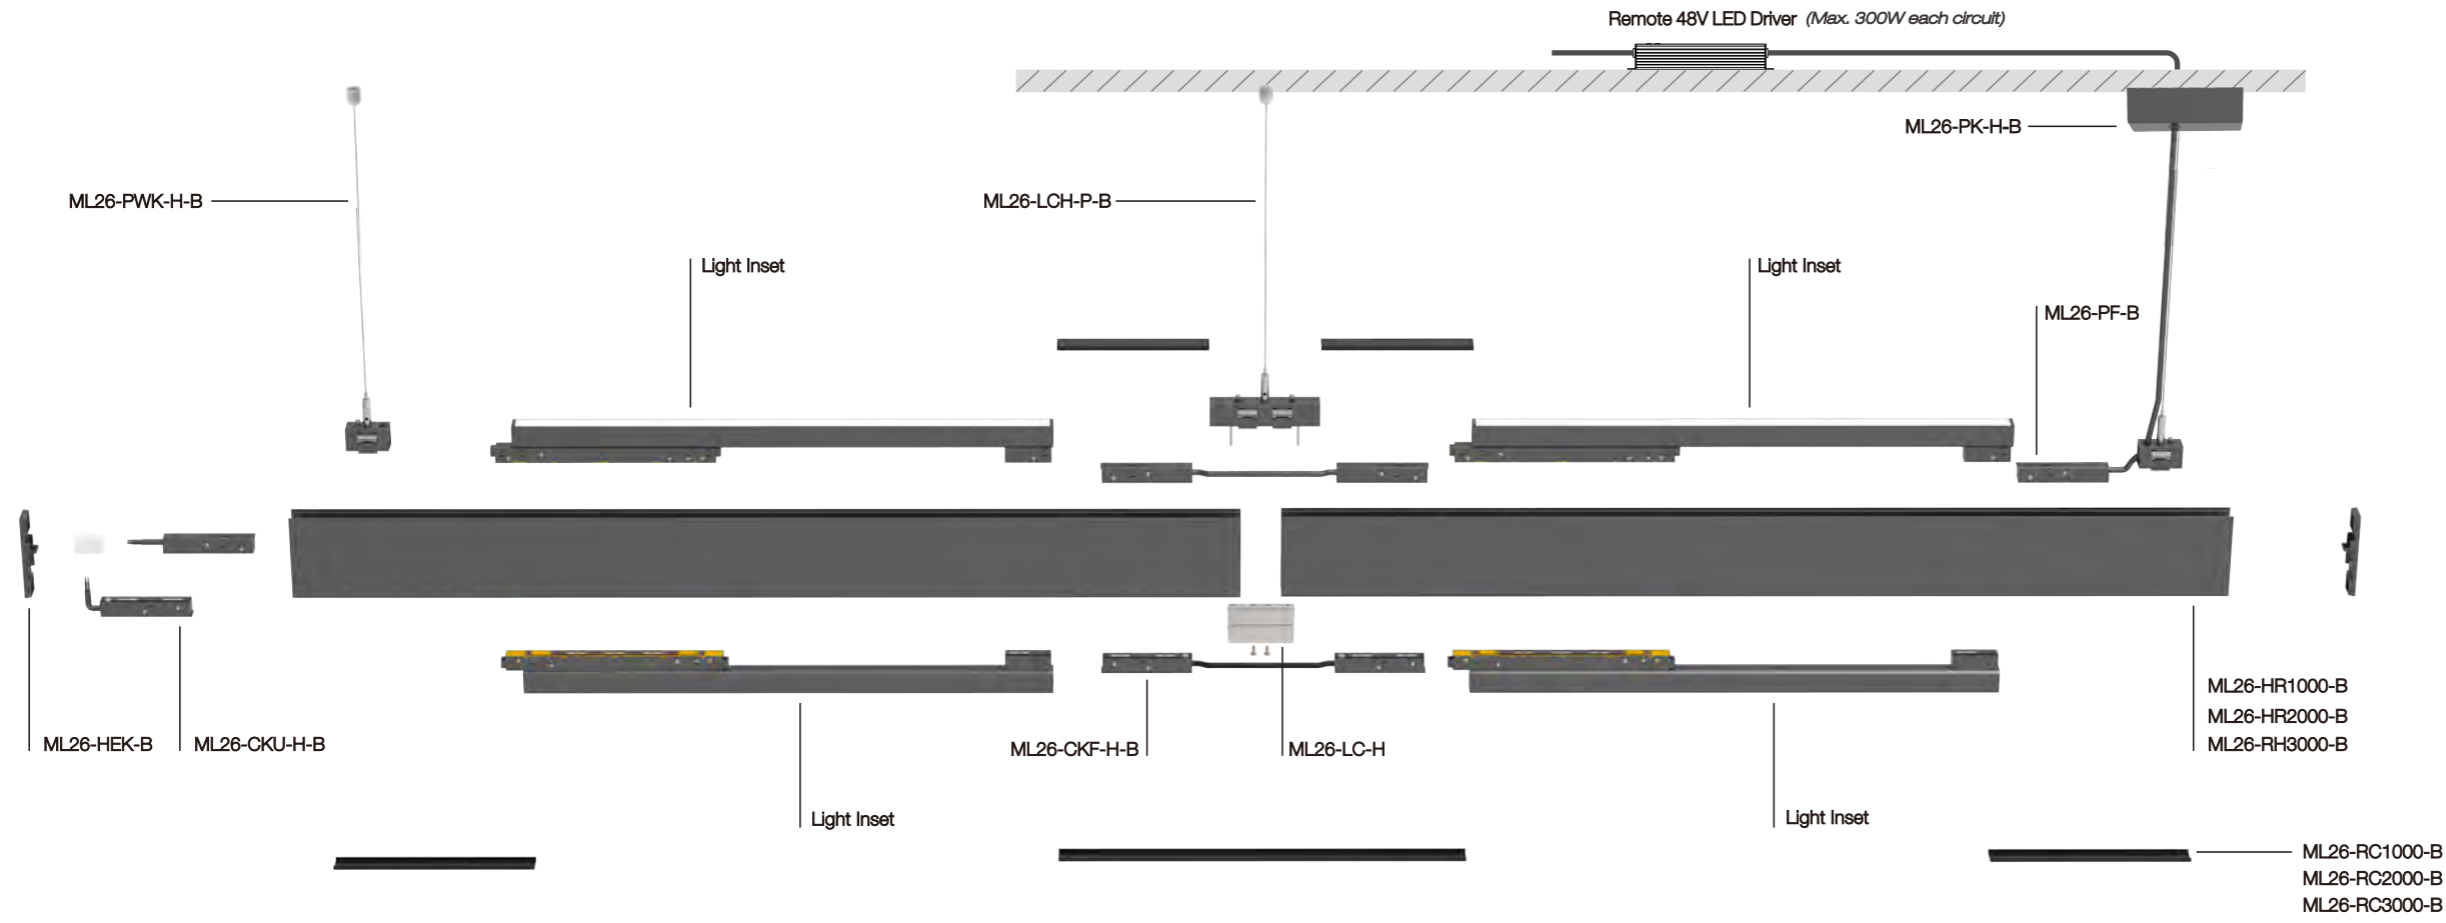 Remote 48V LED Driver (Max. 300W each circuit)
ML26-PK-H-B
ML26-PWK-H-B
ML26-LCH-P-B
Light Inset
Light Inset
ML26-PF-B
ML26-HR1000-B
ML26-HR2000-B
ML26-RH3000-B
ML26-HEK-B
ML26-CKU-H-B
ML26-CKF-H-B
ML26-LC-H
Light Inset
Light Inset
ML26-RC1000-B
ML26-RC2000-B
ML26-RC3000-B